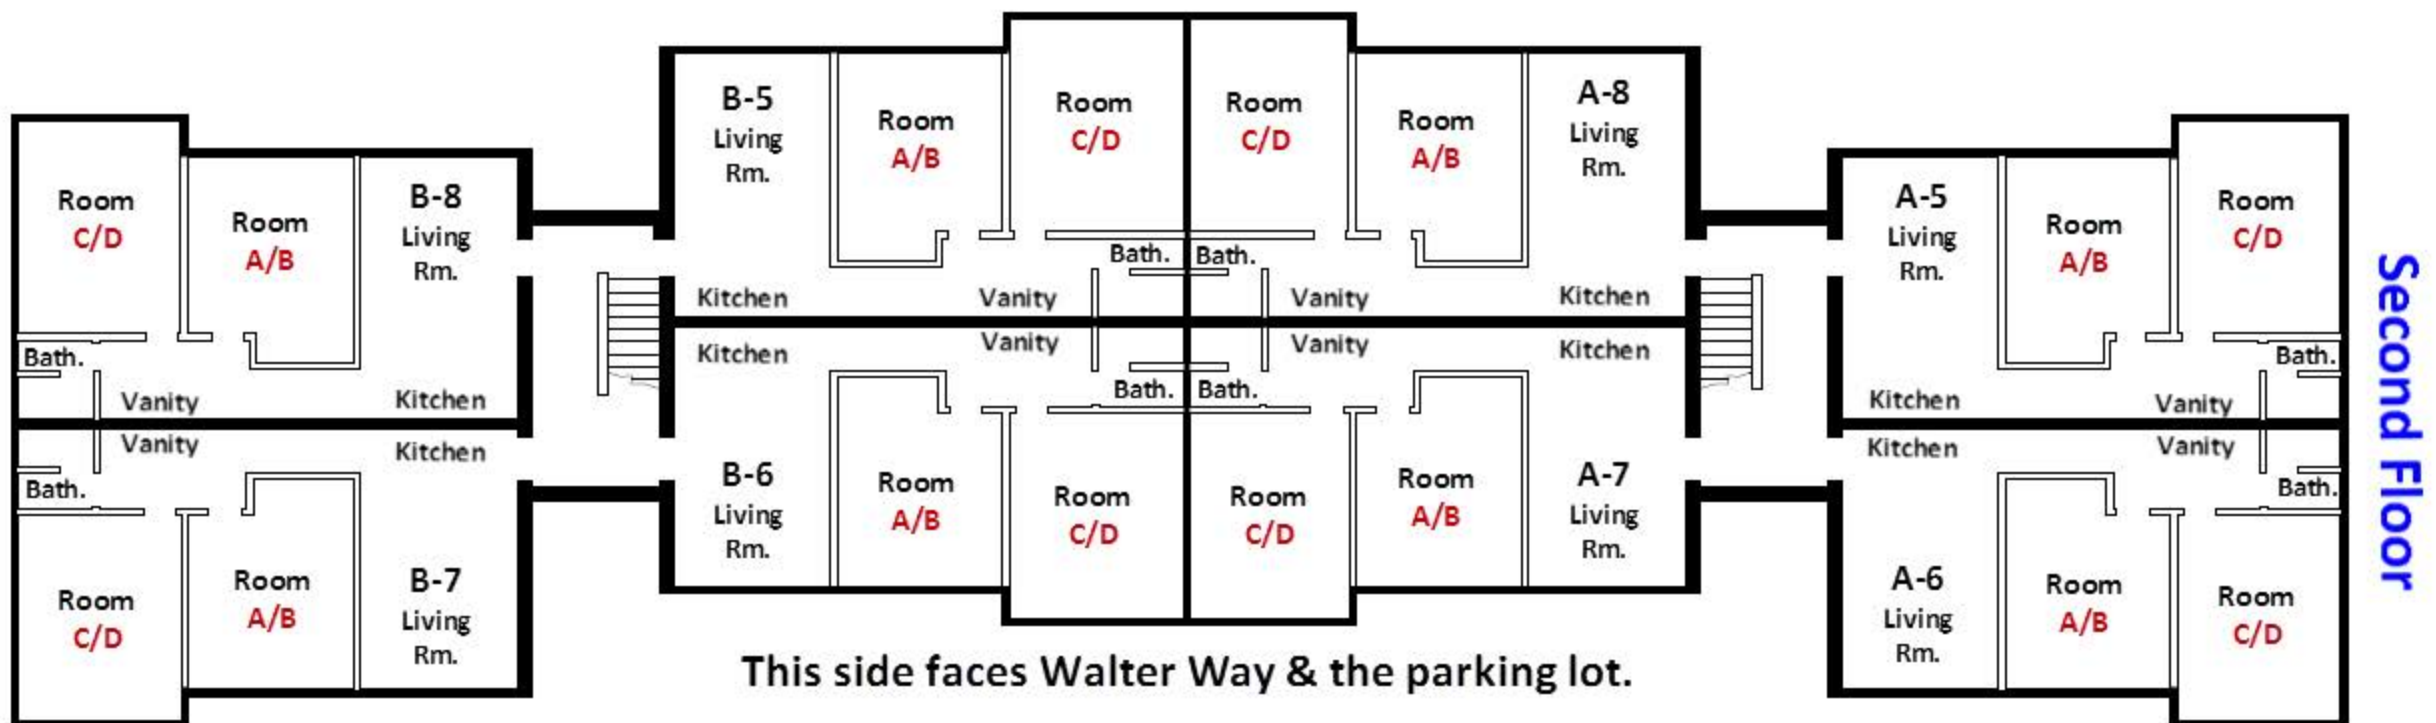 B-5
Living
Rm.
Room
A/B
Room
C/D
Room
C/D
Room
A/B
A-8
Living
Rm.
Bath.
Bath.
Kitchen
Vanity
Vanity
Kitchen
Room
C/D
Room
A/B
B-8
Living
Rm.
Bath.
Vanity
Kitchen
A-5
Living
Rm.
Room
A/B
Room
C/D
Bath.
Kitchen
Vanity
Second Floor
Vanity
Kitchen
Bath.
Room
C/D
Room
A/B
B-7
Living
Rm.
Kitchen
Vanity
Vanity
Kitchen
Bath.
Bath.
B-6
Living
Rm.
Room
A/B
Room
C/D
Room
C/D
Room
A/B
A-7
Living
Rm.
Kitchen
Vanity
Bath.
A-6
Living
Rm.
Room
A/B
Room
C/D
This side faces Walter Way & the parking lot.